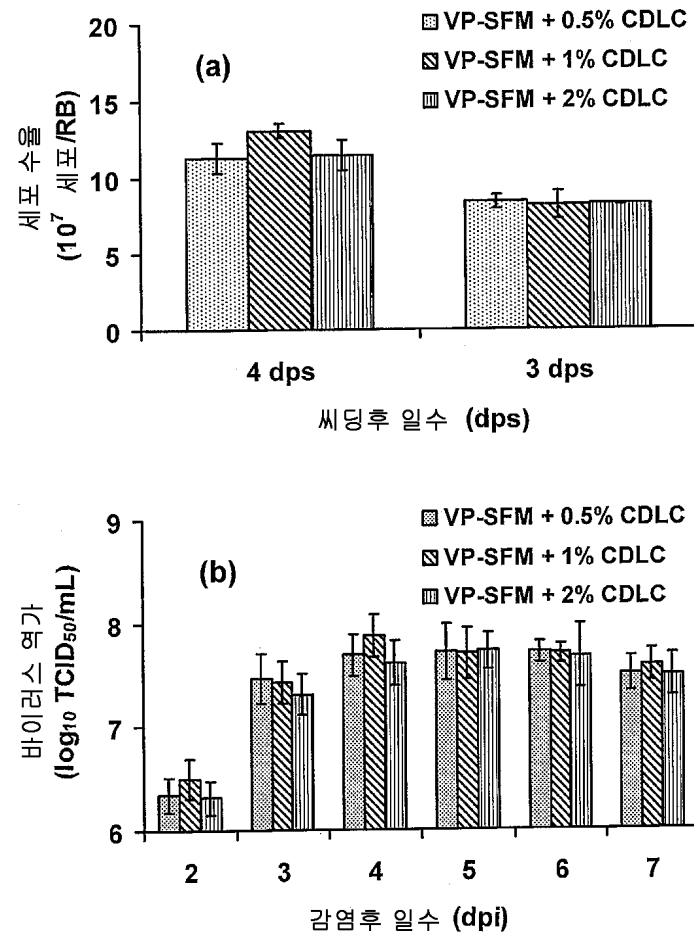 20
15
10
5
0
세포 수율
(10⁷ 세포/RB)
(a)
VP-SFM + 0.5% CDLC
VP-SFM + 1% CDLC
VP-SFM + 2% CDLC
4 dps
3 dps
씨딩후 일수 (dps)
9
8
7
6
바이러스 역가
(log₁₀ TCID₅₀/mL)
(b)
VP-SFM + 0.5% CDLC
VP-SFM + 1% CDLC
VP-SFM + 2% CDLC
2 3 4 5 6 7
감염후 일수 (dpi)